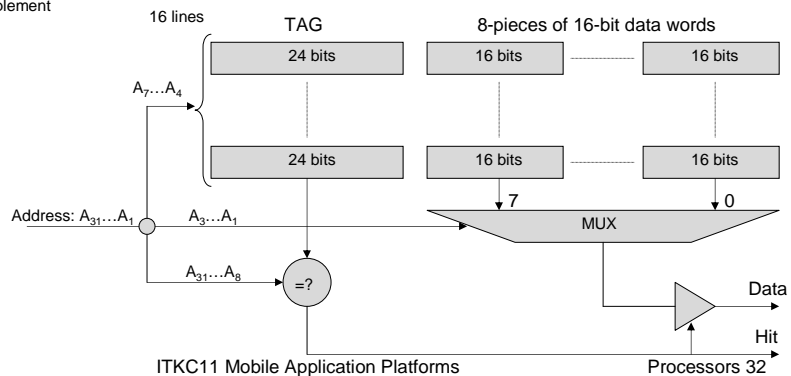 16 lines
TAG
8-pieces of 16-bit data words
24 bits
16 bits
16 bits
A7…A4
24 bits
16 bits
16 bits
7
0
Address: A31…A1
A3…A1
MUX
A31…A8
=?
Data
Hit
ITKC11 Mobile Application Platforms
Processors 32